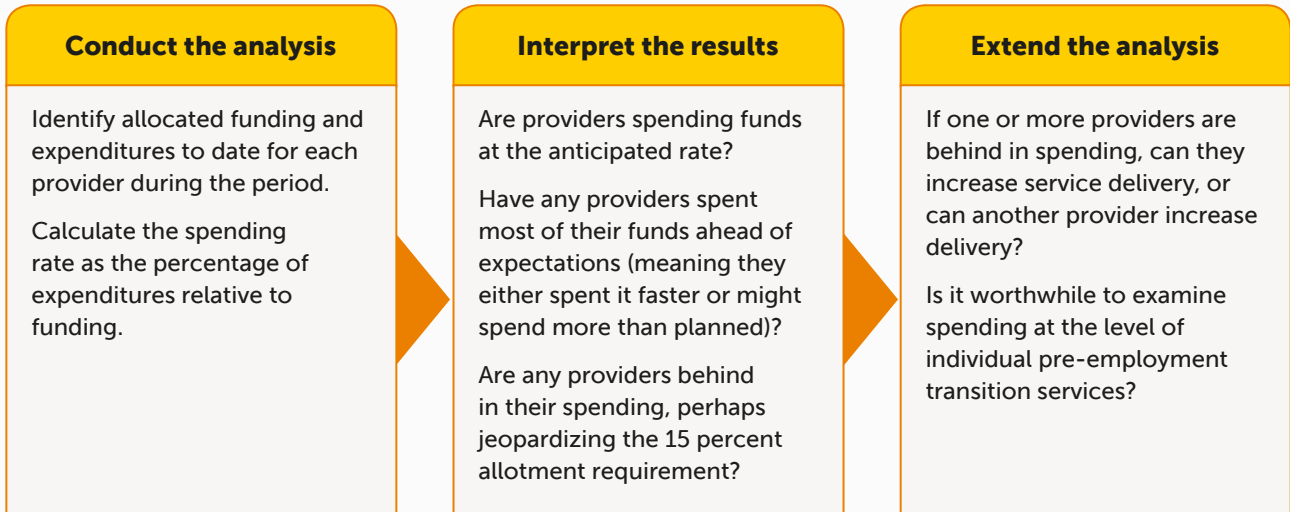 Conduct the analysis
Identify allocated funding and
expenditures to date for each
provider during the period.
Calculate the spending
rate as the percentage of
expenditures relative to
funding.
Interpret the results
Are providers spending funds
at the anticipated rate?
Have any providers spent
most of their funds ahead of
expectations (meaning they
either spent it faster or might
spend more than planned)?
Are any providers behind
in their spending, perhaps
jeopardizing the 15 percent
allotment requirement?
Extend the analysis
If one or more providers are
behind in spending, can they
increase service delivery, or
can another provider increase
delivery?
Is it worthwhile to examine
spending at the level of
individual pre-employment
transition services?